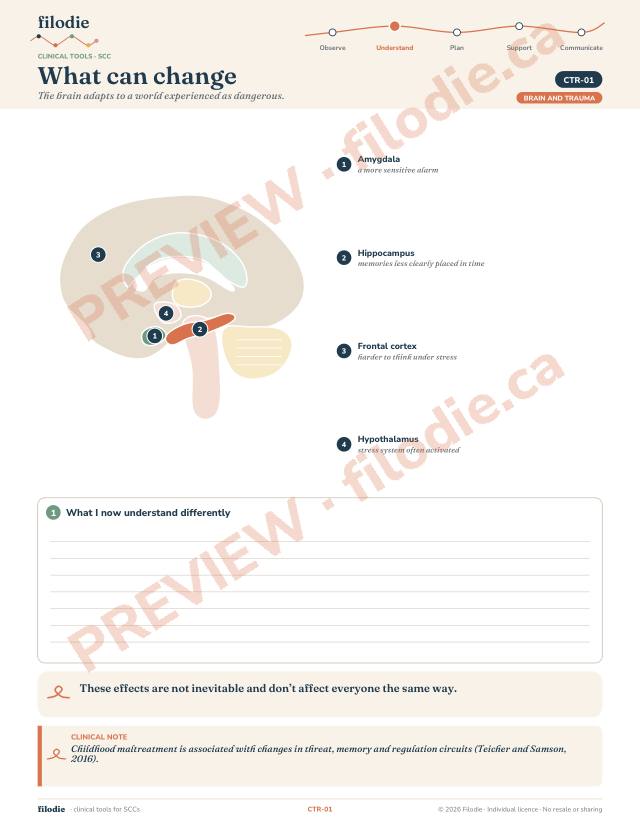 filodie
CLINICAL TOOLS · SCC
Observe
Understand
Plan
Support
Communicate
What can change
The brain adapts to a world experienced as dangerous.
CTR-01
BRAIN AND TRAUMA
1 Amygdala
a more sensitive alarm
2 Hippocampus
memories less clearly placed in time
3 Frontal cortex
harder to think under stress
4 Hypothalamus
stress system often activated
3
4
1
2
PREVIEW · filodie.ca
1 What I now understand differently
PREVIEW · filodie.ca
These effects are not inevitable and don't affect everyone the same way.
CLINICAL NOTE
Childhood maltreatment is associated with changes in threat, memory and regulation circuits (Teicher and Samson,
2016).
filodie · clinical tools for SCCs
CTR-01
© 2026 Filodie · Individual licence · No resale or sharing